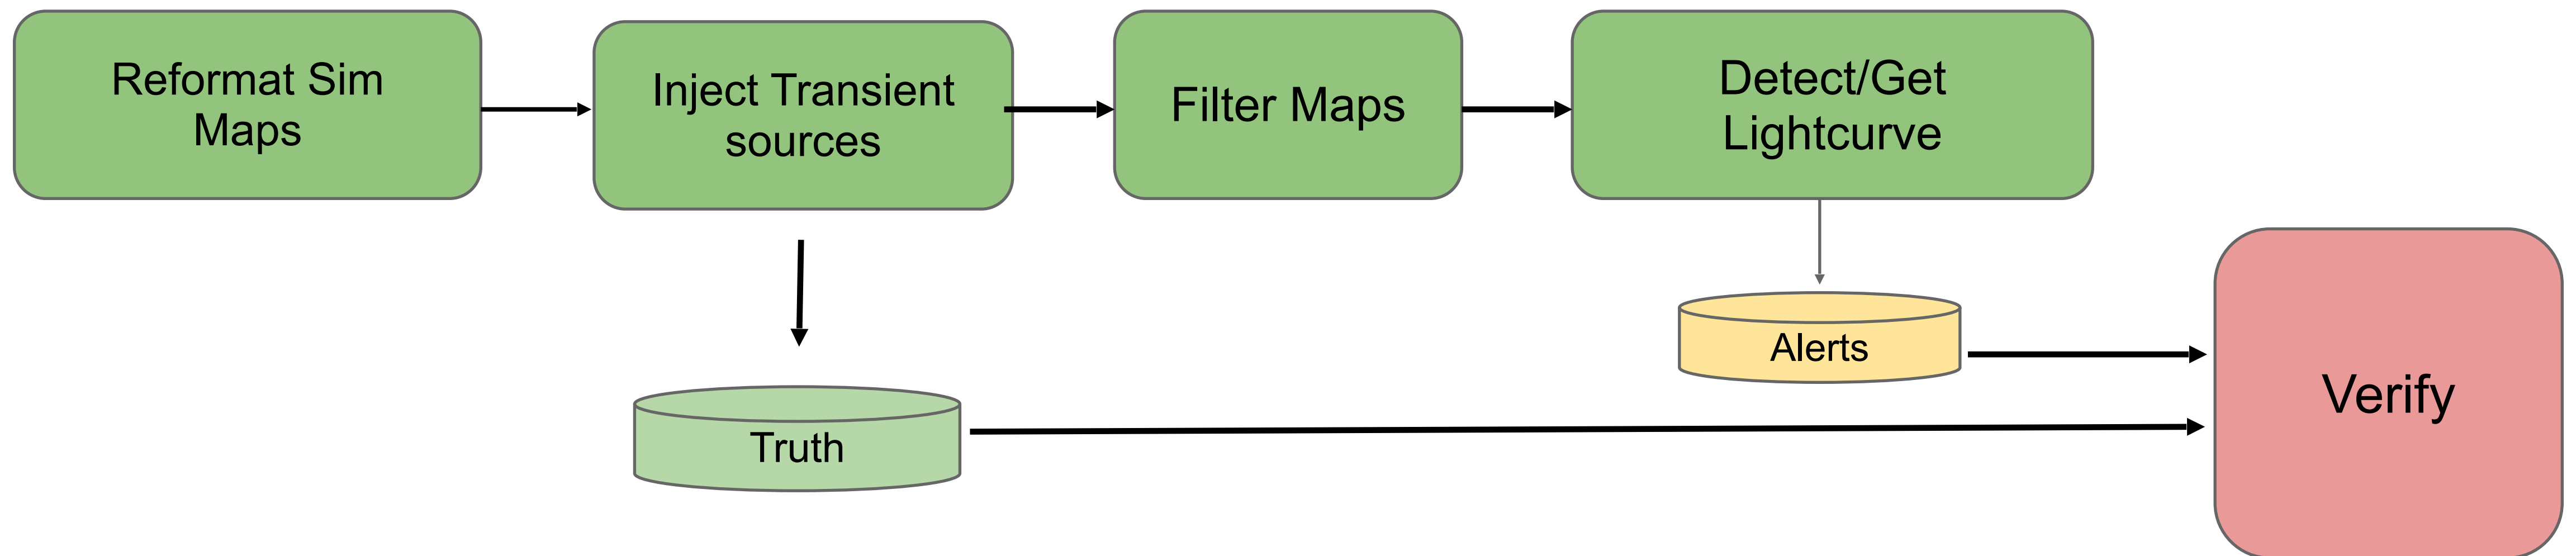 Reformat Sim
Maps
Inject Transient
sources
Filter Maps
Detect/Get
Lightcurve
Alerts
Truth
Verify